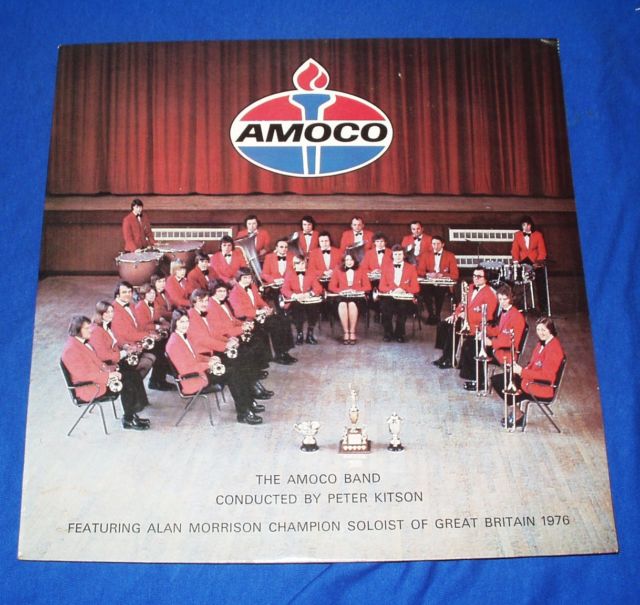 AMOCO
THE AMOCO BAND
CONDUCTED BY PETER KITSON
FEATURING ALAN MORRISON CHAMPION SOLOIST OF GREAT BRITAIN 1976